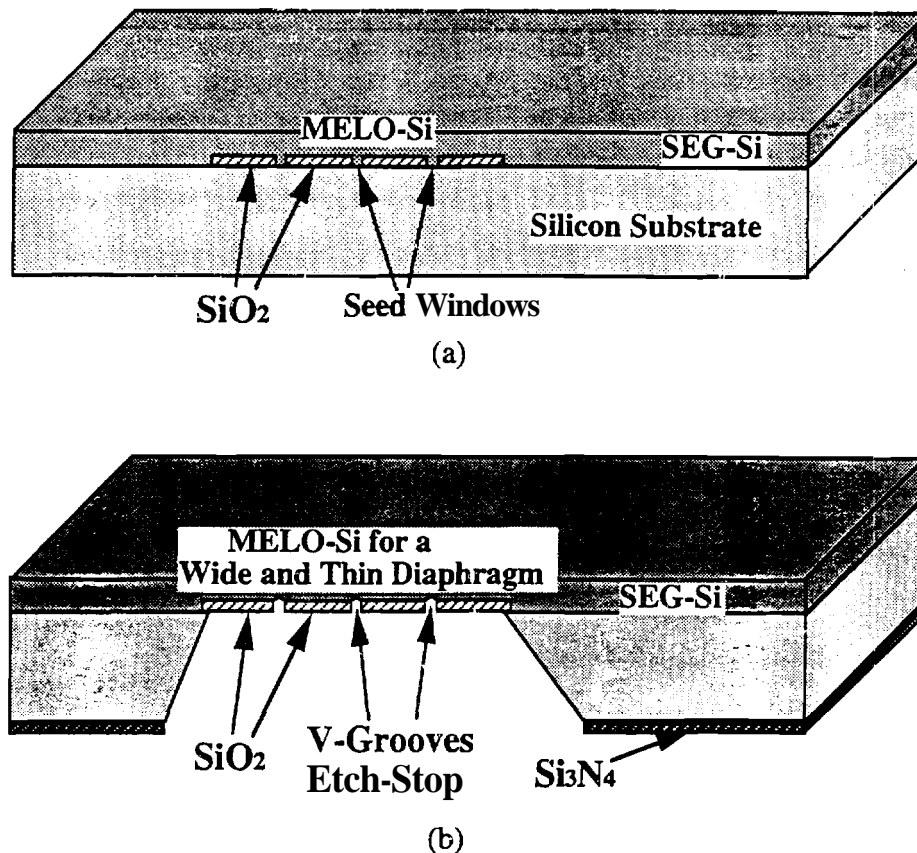 MELO-Si
SEG-Si
Silicon Substrate
SiO2
Seed Windows
(a)
MELO-Si for a
Wide and Thin Diaphragm
SEG-Si
SiO2
V-Grooves
Etch-Stop
Si3N4
(b)